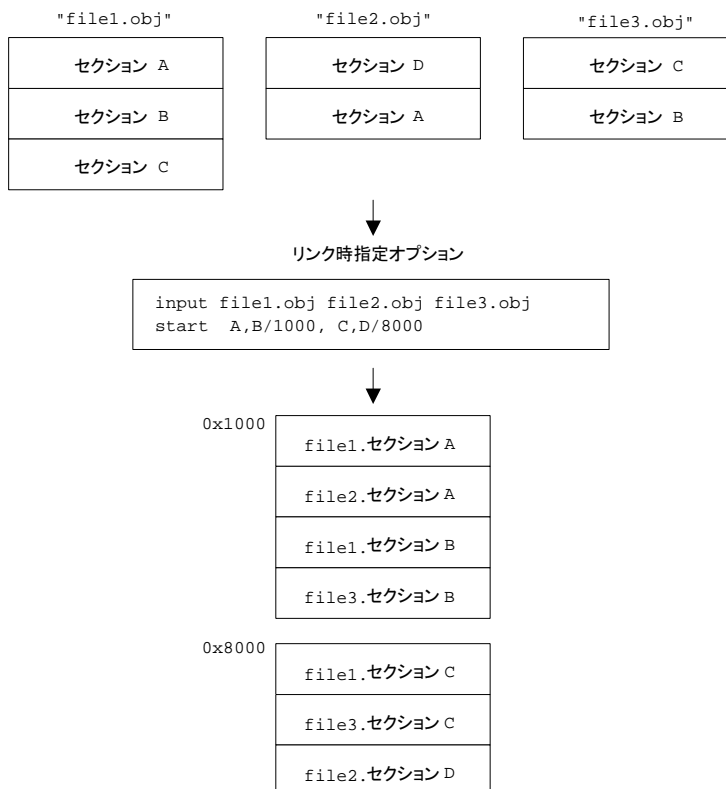 "file1.obj"
セクション A
セクション B
セクション C
"file2.obj"
セクション D
セクション A
"file3.obj"
セクション C
セクション B
リンク時指定オプション
input file1.obj file2.obj file3.obj
start  A,B/1000, C,D/8000
0x1000
file1.セクション A
file2.セクション A
file1.セクション B
file3.セクション B
0x8000
file1.セクション C
file3.セクション C
file2.セクション D